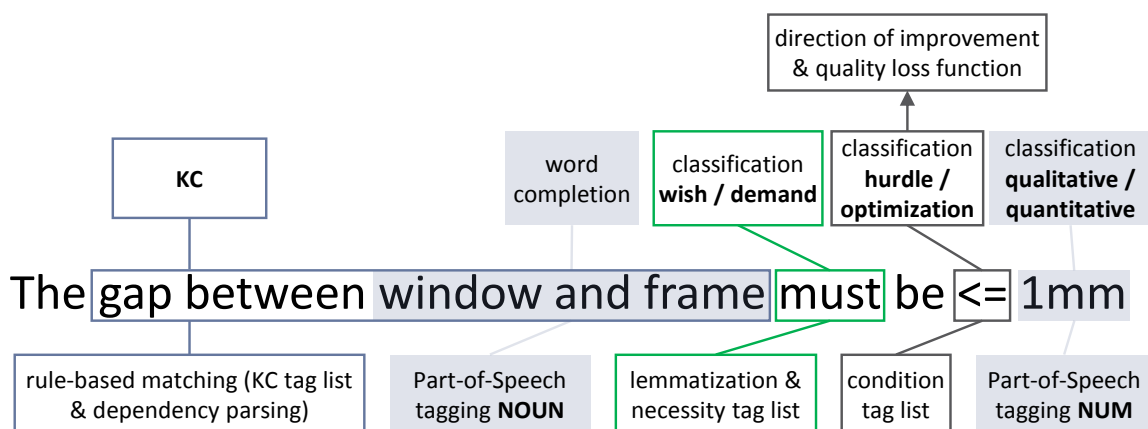 direction of improvement
& quality loss function
KC
word
completion
classification
wish / demand
classification
hurdle /
optimization
classification
qualitative /
quantitative
The gap between window and frame must be <= 1mm
rule-based matching (KC tag list
& dependency parsing)
Part-of-Speech
tagging NOUN
lemmatization &
necessity tag list
condition
tag list
Part-of-Speech
tagging NUM